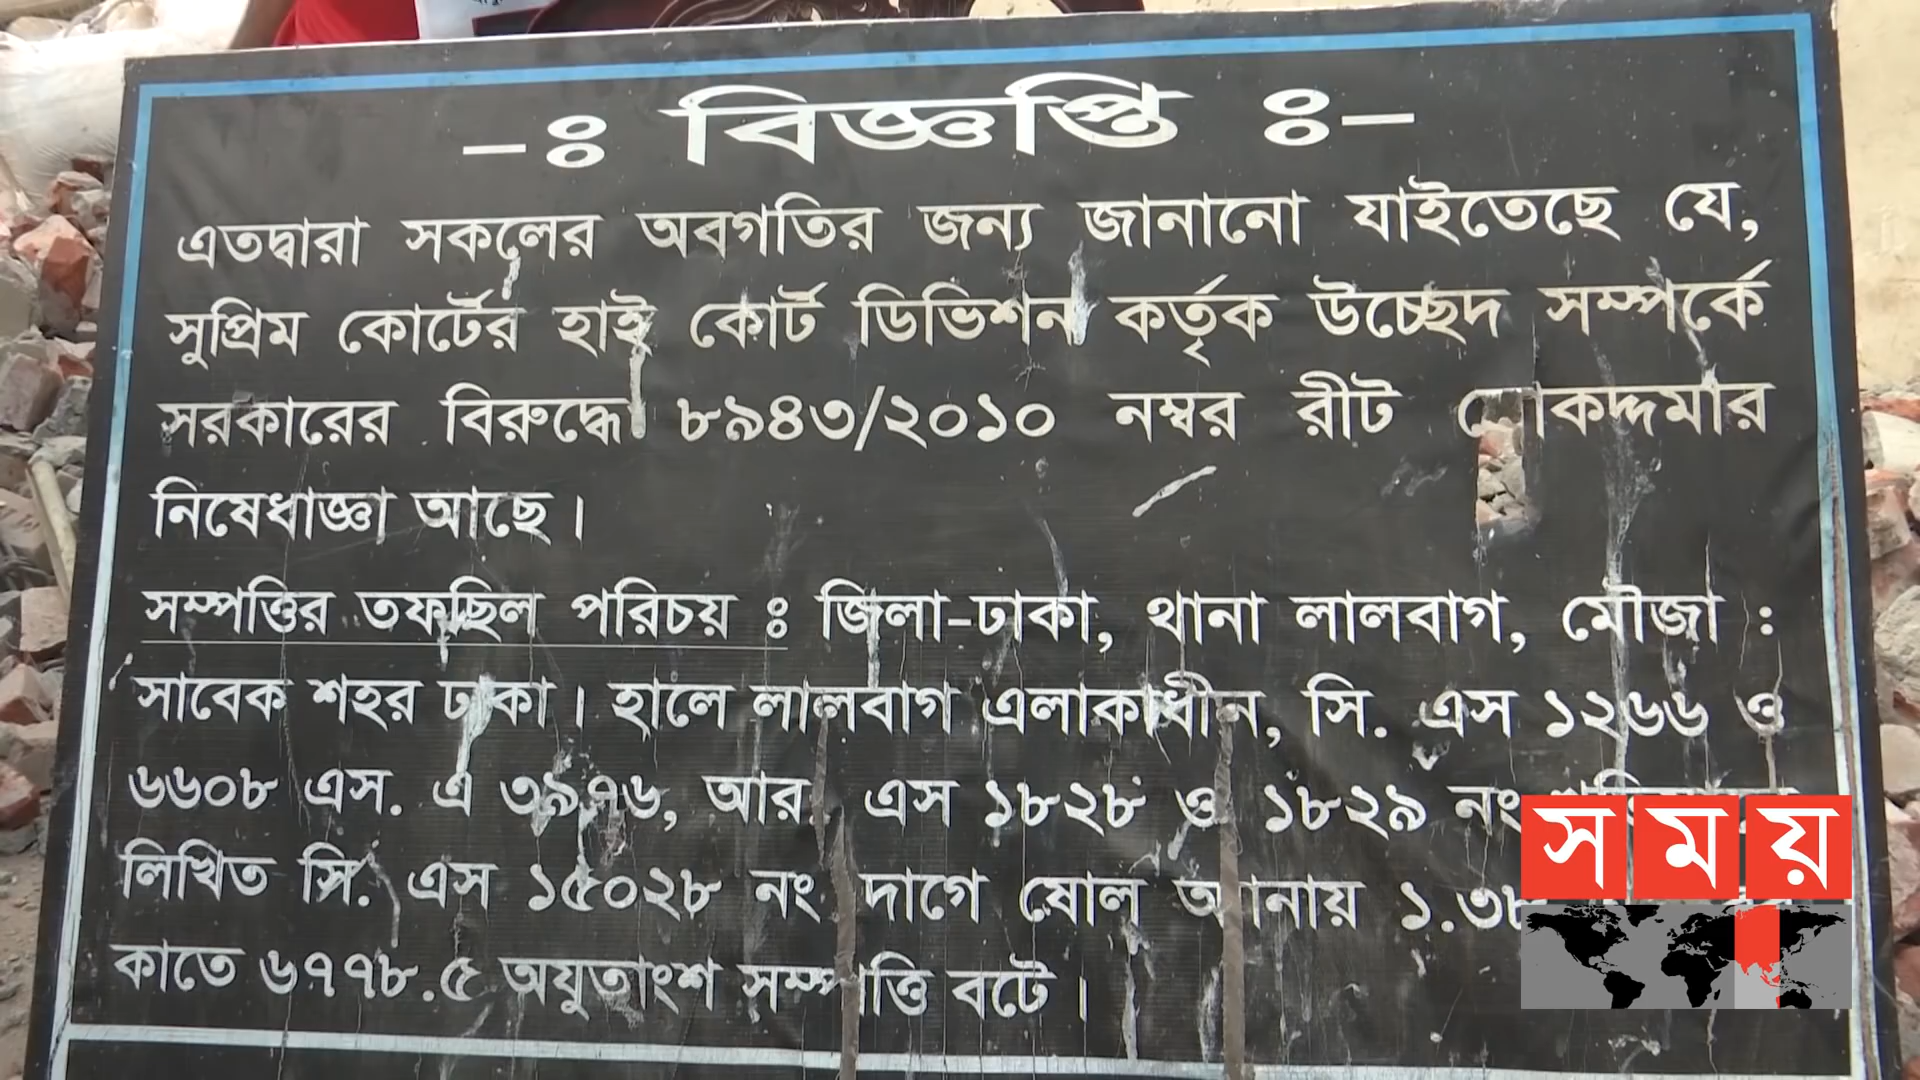 -ঃ বিজ্ঞপ্তি ঃ-
এতদ্বারা সকলের অবগতির জন্য জানানো যাইতেছে যে,
সুপ্রিম কোর্টের হাই কোর্ট ডিভিশন কর্তৃক উচ্ছেদ সম্পর্কে
সরকারের বিরুদ্ধে ৮৯৪৩/২০১০ নম্বর রীট মোকদ্দমার
নিষেধাজ্ঞা আছে।
সম্পত্তির তফছিল পরিচয় ঃ জিলা-ঢাকা, থানা লালবাগ, মৌজা :
সাবেক শহর ঢাকা। হালে লালবাগ এলাকাধীন, সি. এস ১২৬৬ ও
৬৬০৮ এস. এ ৩৯৭৬, আর. এস ১৮২৮ ও ১৮২৯ নং
লিখিত সি. এস ১৫০২৮ নং দাগে ষোল আনায় ১.৩৮
কাতে ৬৭৭৮.৫ অযুতাংশ সম্পত্তি বটে।
সময়